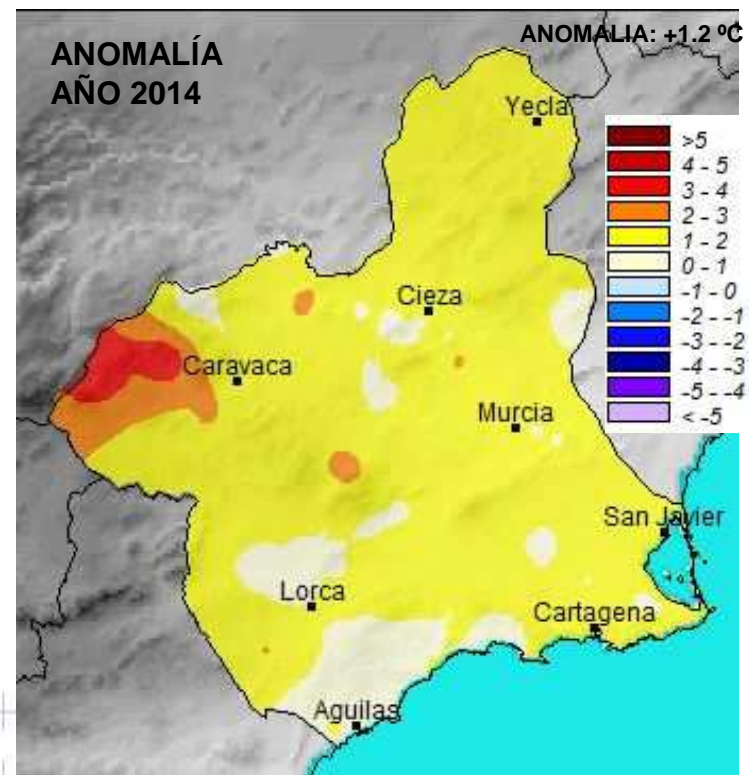 ANOMALÍA
AÑO 2014
ANOMALIA: +1.2 ºC
Yecla
>5
4 - 5
3 - 4
2 - 3
1 - 2
0 - 1
-1 - 0
-2 - -1
-3 - -2
-4 - -3
-5 - -4
< -5
Cieza
Caravaca
Murcia
San Javier
Lorca
Cartagena
Aguilas